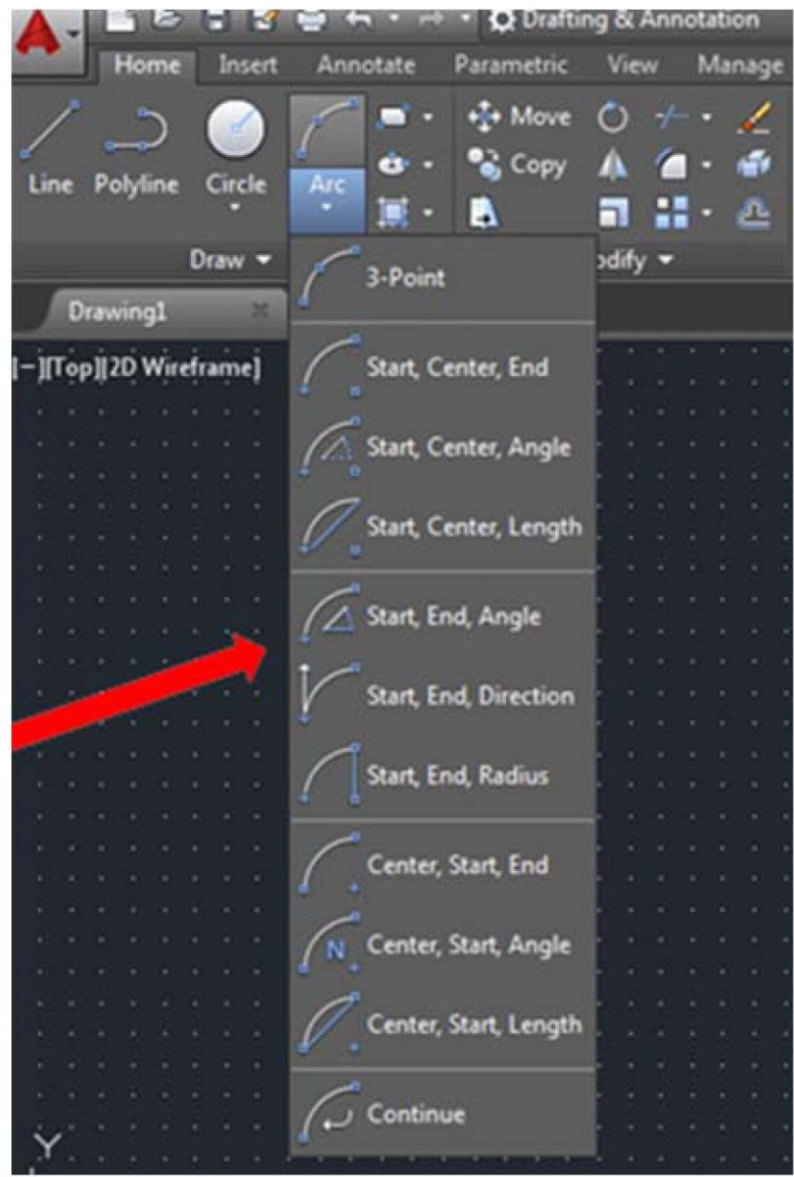 Drafting & Annotation
Home Insert Annotate Parametric View Manage
Move
Copy
Line Polyline Circle Arc
Draw odify
3-Point
Drawing1
[−][Top][2D Wireframe]
Start, Center, End
Start, Center, Angle
Start, Center, Length
Start, End, Angle
Start, End, Direction
Start, End, Radius
Center, Start, End
N
Center, Start, Angle
Center, Start, Length
Continue
Y